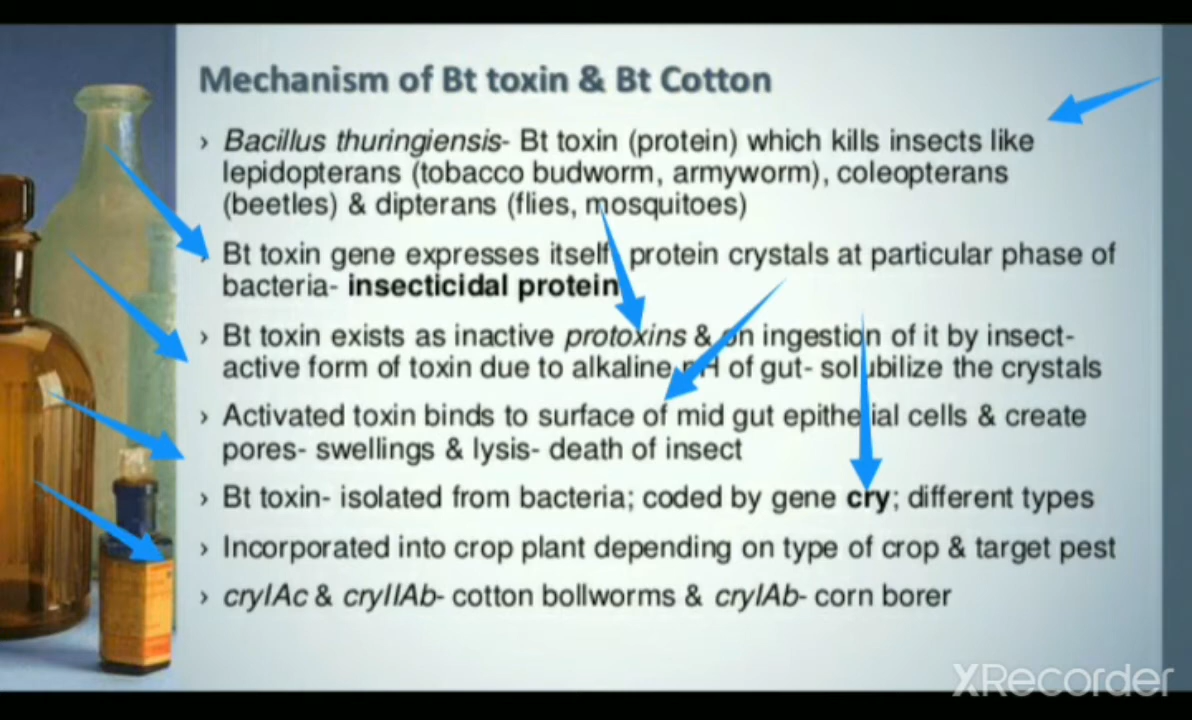 Mechanism of Bt toxin & Bt Cotton
› Bacillus thuringiensis- Bt toxin (protein) which kills insects like
lepidopterans (tobacco budworm, armyworm), coleopterans
(beetles) & dipterans (flies, mosquitoes)
› Bt toxin gene expresses itself, protein crystals at particular phase of
bacteria- insecticidal protein
› Bt toxin exists as inactive protoxins & on ingestion of it by insect-
active form of toxin due to alkaline pH of gut- solubilize the crystals
› Activated toxin binds to surface of mid gut epithelial cells & create
pores- swellings & lysis- death of insect
› Bt toxin- isolated from bacteria; coded by gene cry; different types
› Incorporated into crop plant depending on type of crop & target pest
› cryIAc & cryIIAb- cotton bollworms & cryIAb- corn borer
XRecorder